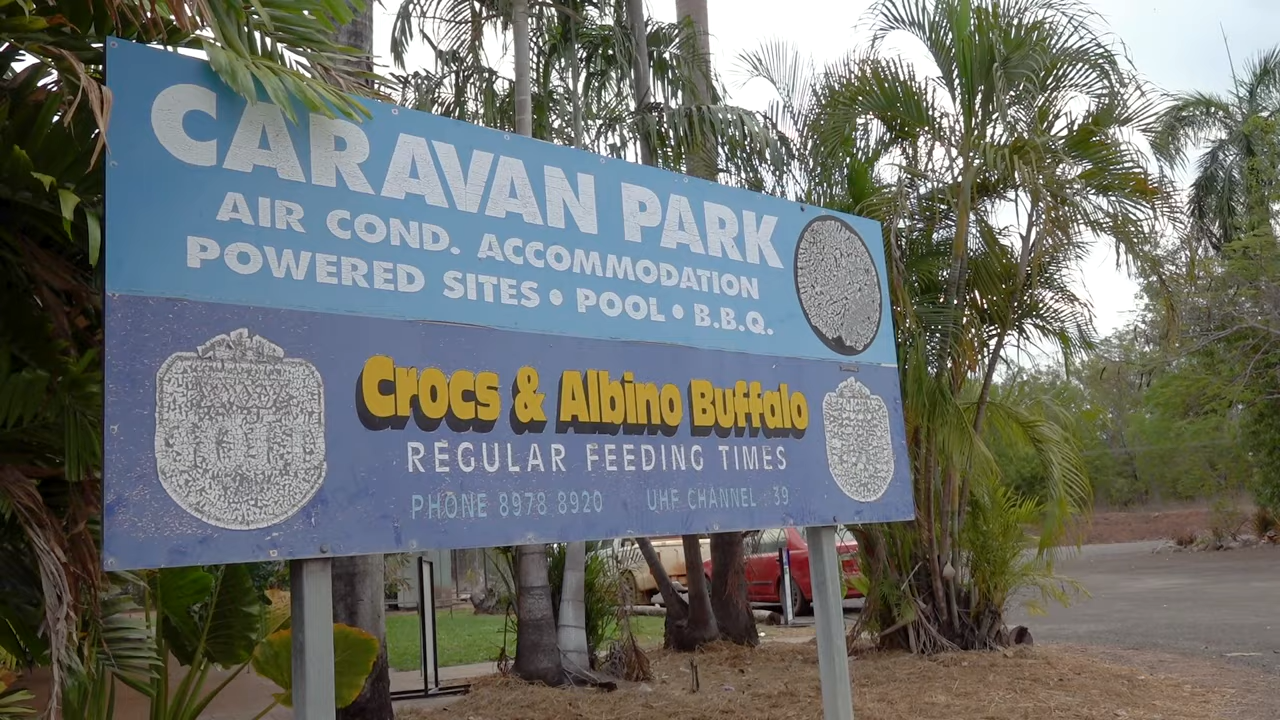 CARAVAN PARK
AIR COND. ACCOMMODATION
POWERED SITES • POOL • B.B.Q.
Crocs & Albino Buffalo
REGULAR FEEDING TIMES
PHONE 8978 8920 UHF CHANNEL 39